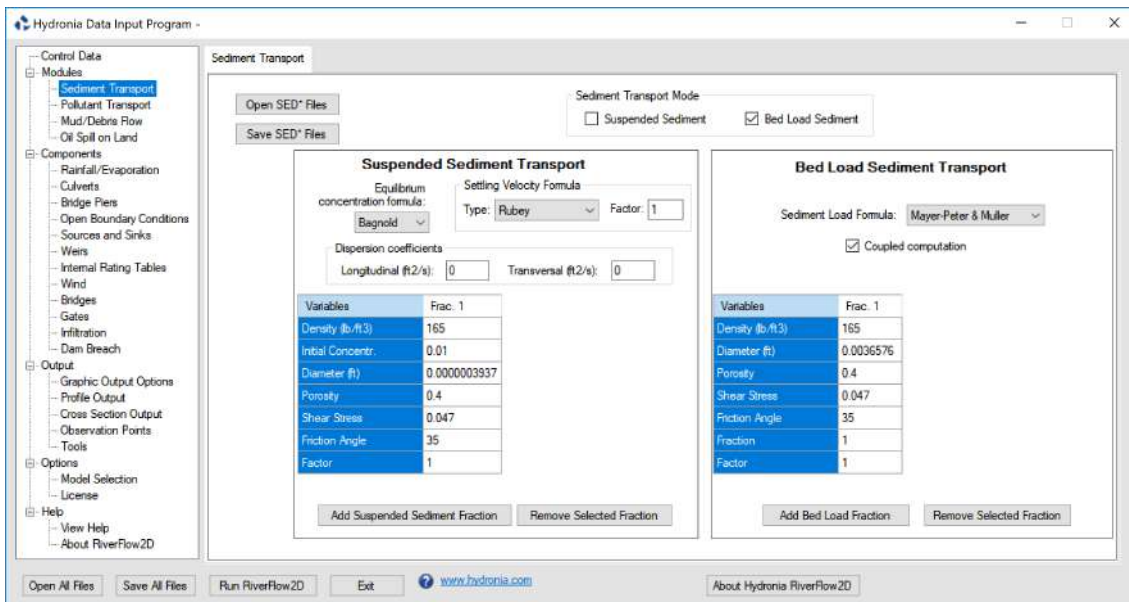 Hydronia Data Input Program -
Control Data
Modules
Sediment Transport
Pollutant Transport
Mud/Debris Flow
Oil Spill on Land
Components
Rainfall/Evaporation
Culverts
Bridge Piers
Open Boundary Conditions
Sources and Sinks
Weirs
Internal Rating Tables
Wind
Bridges
Gates
Infiltration
Dam Breach
Output
Graphic Output Options
Profile Output
Cross Section Output
Observation Points
Tools
Options
Model Selection
License
Help
View Help
About RiverFlow2D
Sediment Transport
Open SED* Files
Save SED* Files
Sediment Transport Mode
Suspended Sediment Bed Load Sediment
Suspended Sediment Transport
Equilibrium
concentration formula:
Bagnold
Settling Velocity Formula
Type: Rubey Factor: 1
Dispersion coefficients
Longitudinal (ft2/s): 0 Transversal (ft2/s): 0
Variables Frac. 1
Density (lb/ft3) 165
Initial Concentr. 0.01
Diameter (ft) 0.0000003937
Porosity 0.4
Shear Stress 0.047
Friction Angle 35
Factor 1
Add Suspended Sediment Fraction Remove Selected Fraction
Bed Load Sediment Transport
Sediment Load Formula: Mayer-Peter & Muller
Coupled computation
Variables Frac. 1
Density (lb/ft3) 165
Diameter (ft) 0.0036576
Porosity 0.4
Shear Stress 0.047
Friction Angle 35
Fraction 1
Factor 1
Add Bed Load Fraction Remove Selected Fraction
Open All Files Save All Files Run RiverFlow2D Exit ? www.hydronia.com About Hydronia RiverFlow2D